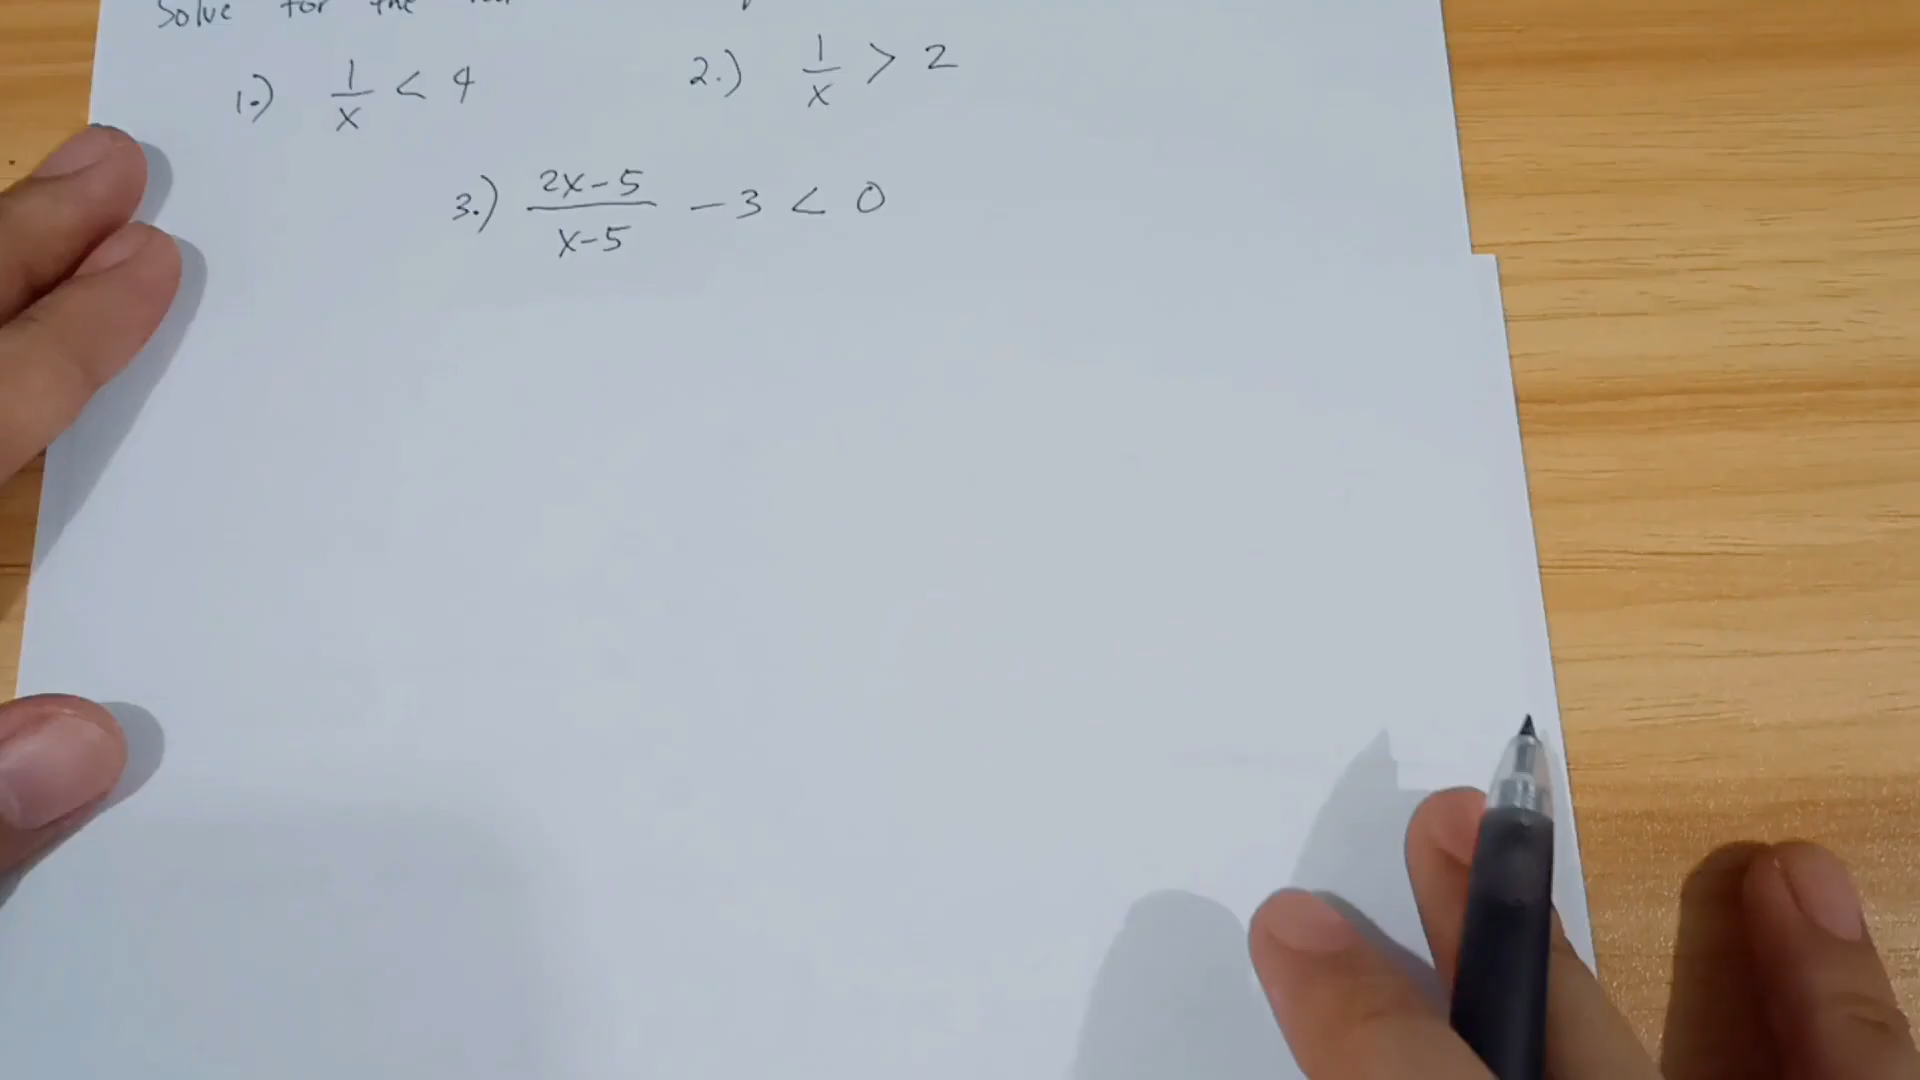 Solve for the
1.) 1/x < 4 2.) 1/x > 2
3.) (2x-5)/(x-5) - 3 < 0